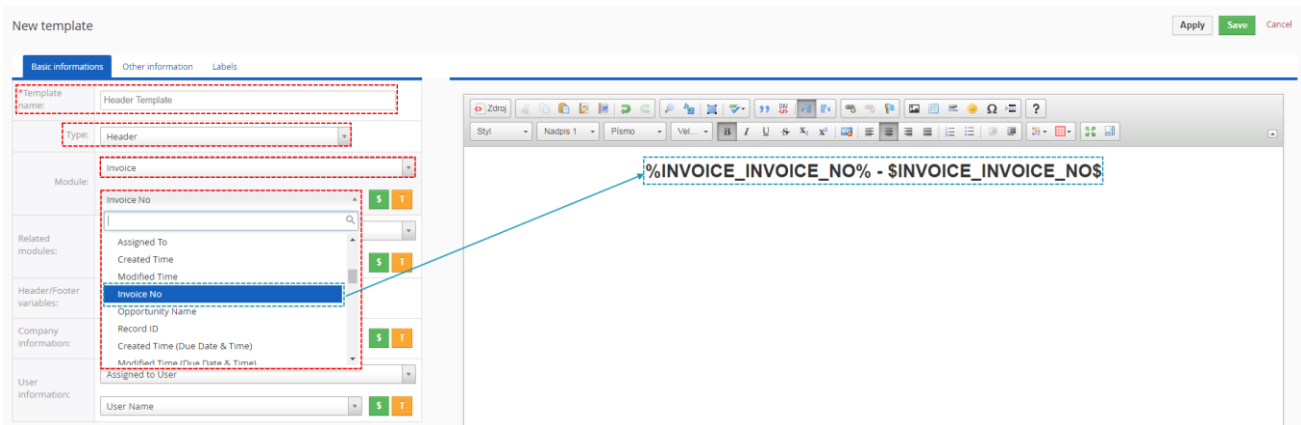 New template
Apply Save Cancel
Basic informations Other information Labels
*Template name: Header Template
Type: Header
Module: Invoice
Invoice No $ T
Assigned To
Created Time
Modified Time
Invoice No
Opportunity Name
Record ID
Created Time (Due Date & Time)
Modified Time (Due Date & Time)
Related modules: $ T
Header/Footer variables:
Company information: $ T
User information: Assigned to User
User Name $ T
Zdroj ?
Styl Nadpis 1 Písmo Vel... B I U S X₂ X²
%INVOICE_INVOICE_NO% - $INVOICE_INVOICE_NO$